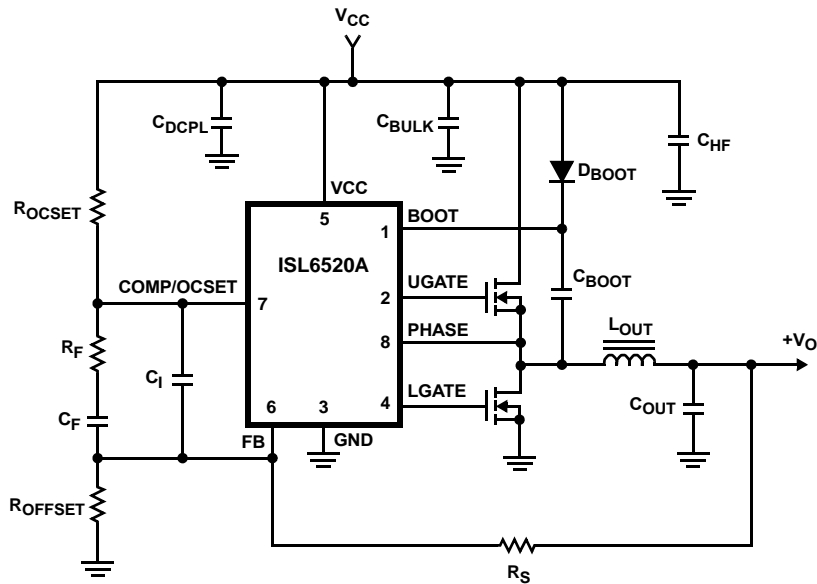 VCC
CDCPL
CBULK
CHF
DBOOT
ROCSET
VCC
5
BOOT
1
ISL6520A
CBOOT
COMP/OCSET
7
UGATE
2
LOUT
+VO
PHASE
8
RF
CI
LGATE
4
COUT
CF
6
3
FB
GND
ROFFSET
RS